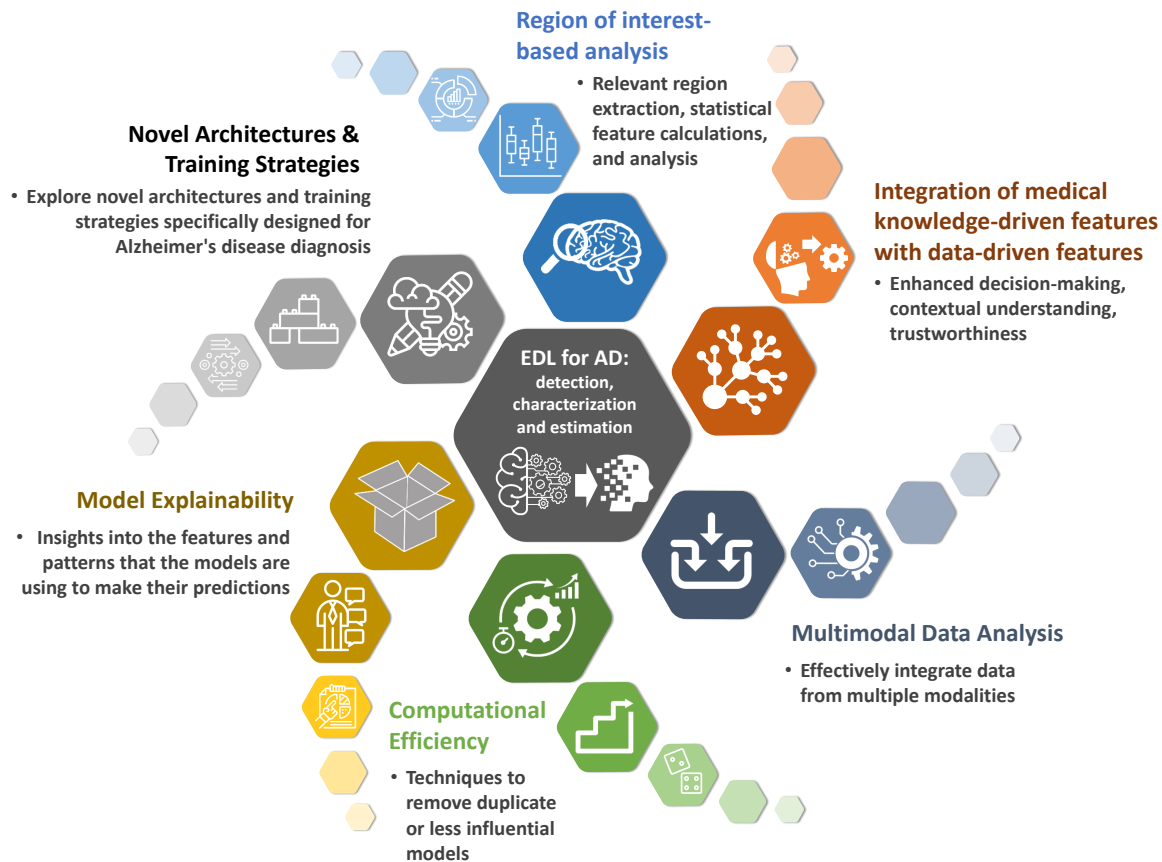 Region of interest-
based analysis
• Relevant region
extraction, statistical
feature calculations,
and analysis
Novel Architectures &
Training Strategies
• Explore novel architectures and training
strategies specifically designed for
Alzheimer's disease diagnosis
Integration of medical
knowledge-driven features
with data-driven features
• Enhanced decision-making,
contextual understanding,
trustworthiness
EDL for AD:
detection,
characterization
and estimation
Model Explainability
• Insights into the features and
patterns that the models are
using to make their predictions
Multimodal Data Analysis
• Effectively integrate data
from multiple modalities
Computational
Efficiency
• Techniques to
remove duplicate
or less influential
models